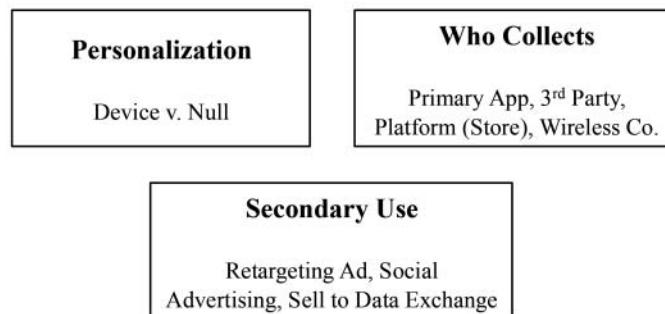 Personalization
Device v. Null
Who Collects
Primary App, 3rd Party,
Platform (Store), Wireless Co.
Secondary Use
Retargeting Ad, Social
Advertising, Sell to Data Exchange